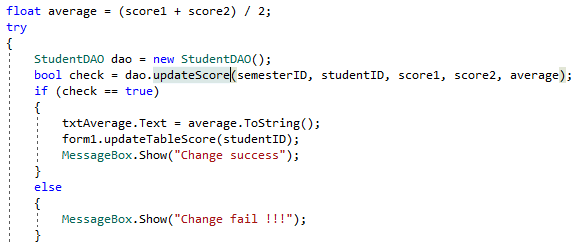 float average = (score1 + score2) / 2;
try
{
StudentDAO dao = new StudentDAO();
bool check = dao.updateScore(semesterID, studentID, score1, score2, average);
if (check == true)
{
txtAverage.Text = average.ToString();
form1.updateTableScore(studentID);
MessageBox.Show("Change success");
}
else
{
MessageBox.Show("Change fail !!!");
}